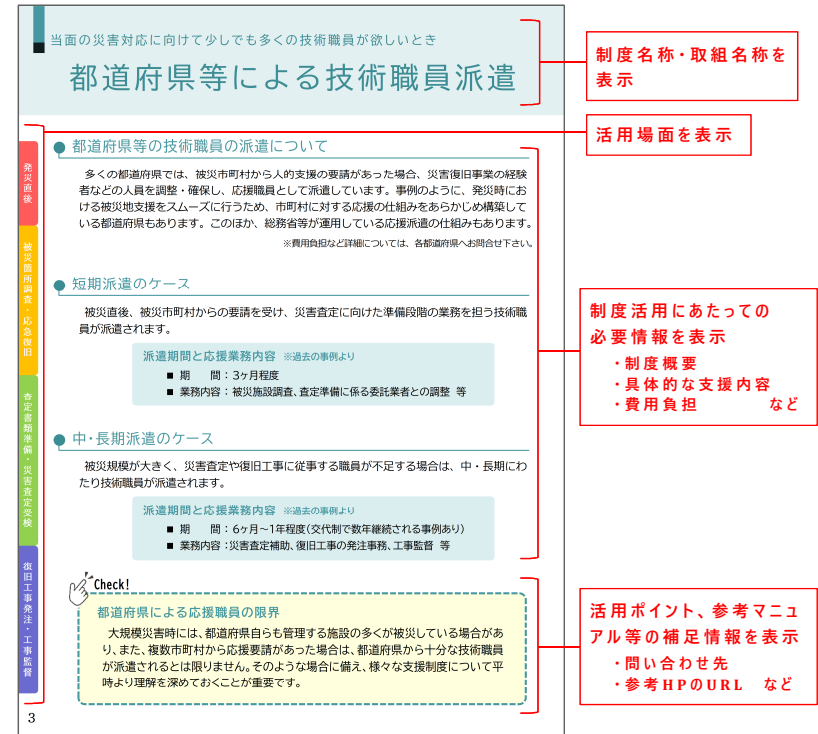 当面の災害対応に向けて少しでも多くの技術職員が欲しいとき
都道府県等による技術職員派遣
制度名称・取組名称を
表示
活用場面を表示
発災直後
被災箇所調査・応急復旧
査定書類準備・災害査定受検
復旧工事発注・工事監督
都道府県等の技術職員の派遣について
多くの都道府県では、被災市町村から人的支援の要請があった場合、災害復旧事業の経験
者などの人員を調整・確保し、応援職員として派遣しています。事例のように、発災時にお
ける被災地支援をスムーズに行うため、市町村に対する応援の仕組みをあらかじめ構築して
いる都道府県もあります。このほか、総務省等が運用している応援派遣の仕組みもあります。
※費用負担など詳細については、各都道府県へお問合せ下さい。
短期派遣のケース
被災直後、被災市町村からの要請を受け、災害査定に向けた準備段階の業務を担う技術職
員が派遣されます。
派遣期間と応援業務内容 ※過去の事例より
■ 期　　間：3ヶ月程度
■ 業務内容：被災施設調査、査定準備に係る委託業者との調整 等
中・長期派遣のケース
被災規模が大きく、災害査定や復旧工事に従事する職員が不足する場合は、中・長期にわ
たり技術職員が派遣されます。
派遣期間と応援業務内容 ※過去の事例より
■ 期　　間：6ヶ月～1年程度（交代制で数年継続される事例あり）
■ 業務内容：災害査定補助、復旧工事の発注事務、工事監督 等
制度活用にあたっての
必要情報を表示
・制度概要
・具体的な支援内容
・費用負担　　　など
Check!
都道府県による応援職員の限界
大規模災害時には、都道府県自らも管理する施設の多くが被災している場合があ
り、また、複数市町村から応援要請があった場合は、都道府県から十分な技術職員
が派遣されるとは限りません。そのような場合に備え、様々な支援制度について平
時より理解を深めておくことが重要です。
活用ポイント、参考マニュ
アル等の補足情報を表示
・問い合わせ先
・参考HPのURL　など
3